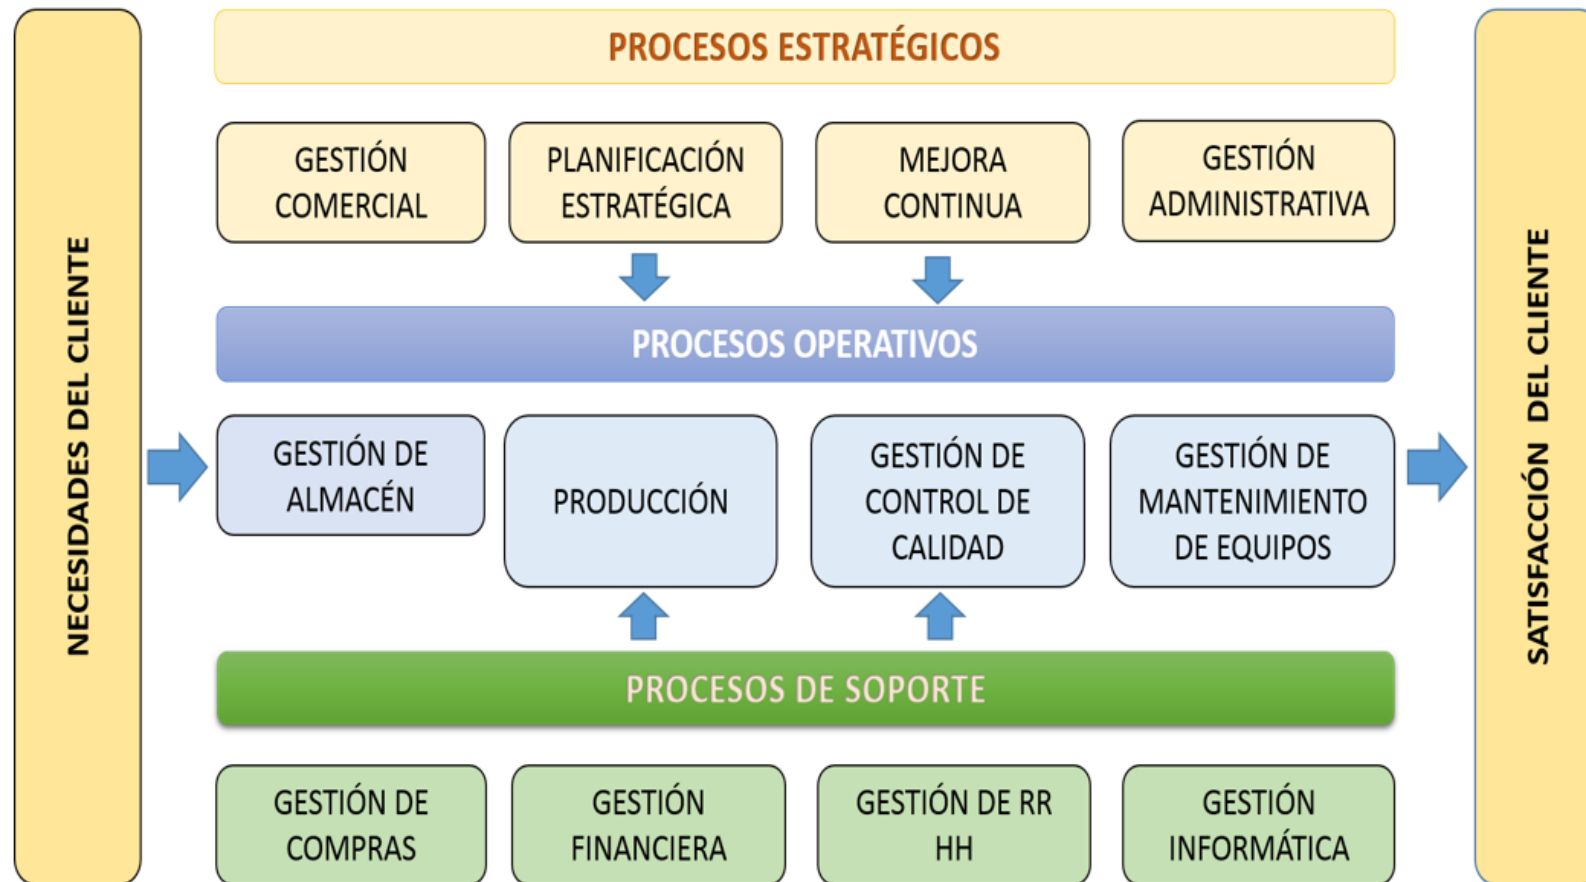 NECESIDADES DEL CLIENTE
PROCESOS ESTRATÉGICOS
GESTIÓN
COMERCIAL
PLANIFICACIÓN
ESTRATÉGICA
MEJORA
CONTINUA
GESTIÓN
ADMINISTRATIVA
PROCESOS OPERATIVOS
GESTIÓN DE
ALMACÉN
PRODUCCIÓN
GESTIÓN DE
CONTROL DE
CALIDAD
GESTIÓN DE
MANTENIMIENTO
DE EQUIPOS
PROCESOS DE SOPORTE
GESTIÓN DE
COMPRAS
GESTIÓN
FINANCIERA
GESTIÓN DE RR
HH
GESTIÓN
INFORMÁTICA
SATISFACCIÓN DEL CLIENTE